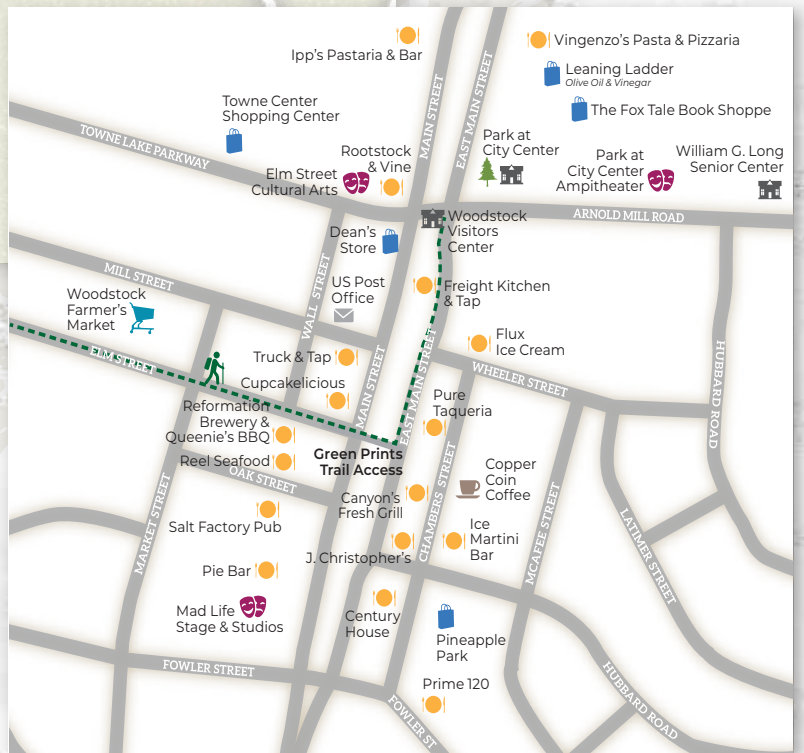 Ipp's Pastaria & Bar
MAIN STREET
EAST MAIN STREET
Vingenzo's Pasta & Pizzaria
Leaning Ladder
Olive Oil & Vinegar
The Fox Tale Book Shoppe
Towne Center
Shopping Center
TOWNE LAKE PARKWAY
Rootstock
& Vine
Elm Street
Cultural Arts
Park at
City Center
Park at
City Center
Ampitheater
William G. Long
Senior Center
ARNOLD MILL ROAD
Woodstock
Visitors
Center
Dean's
Store
MILL STREET
WALL STREET
US Post
Office
Freight Kitchen
& Tap
Woodstock
Farmer's
Market
ELM STREET
Truck & Tap
Cupcakelicious
MAIN STREET
EAST MAIN STREET
Flux
Ice Cream
WHEELER STREET
HUBBARD ROAD
Reformation
Brewery &
Queenie's BBQ
Reel Seafood
OAK STREET
Green Prints
Trail Access
Pure
Taqueria
Canyon's
Fresh Grill
CHAMBERS STREET
Copper
Coin
Coffee
Salt Factory Pub
MARKET STREET
J. Christopher's
Ice
Martini
Bar
MCAFEE STREET
LATIMER STREET
Pie Bar
Mad Life
Stage & Studios
Century
House
Pineapple
Park
FOWLER STREET
Prime 120
FOWLER ST
HUBBARD ROAD